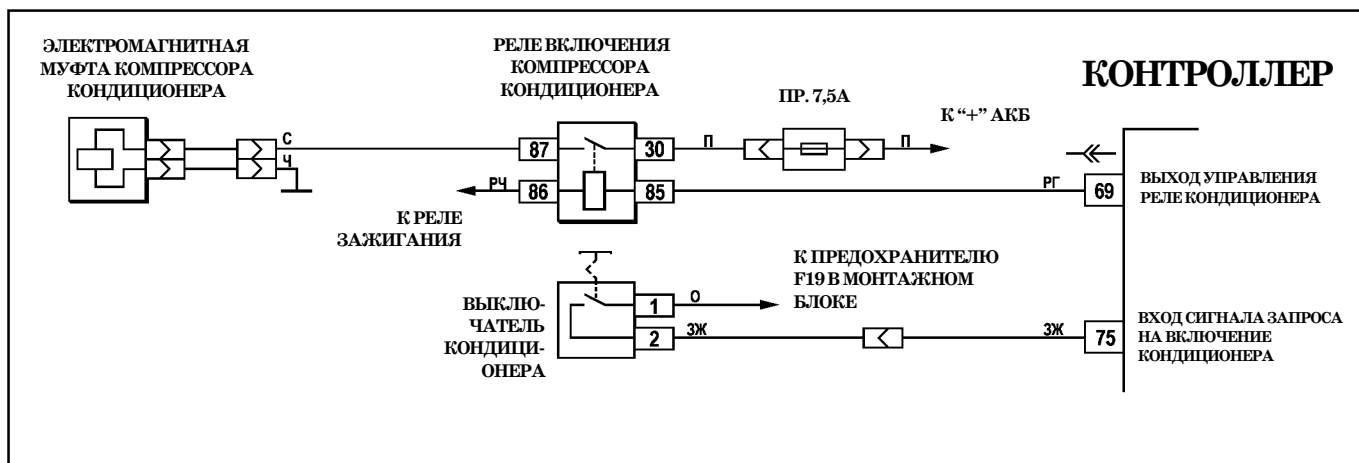 ЭЛЕКТРОМАГНИТНАЯ
МУФТА КОМПРЕССОРА
КОНДИЦИОНЕРА
РЕЛЕ ВКЛЮЧЕНИЯ
КОМПРЕССОРА
КОНДИЦИОНЕРА
ПР. 7,5А
К “+” АКБ
КОНТРОЛЛЕР
С
Ч
87
30
П
П
РЧ
86
85
РГ
69
ВЫХОД УПРАВЛЕНИЯ
РЕЛЕ КОНДИЦИОНЕРА
К РЕЛЕ
ЗАЖИГАНИЯ
К ПРЕДОХРАНИТЕЛЮ
F19 В МОНТАЖНОМ
БЛОКЕ
ВЫКЛЮ-
ЧАТЕЛЬ
КОНДИЦИ-
ОНЕРА
1
О
2
ЗЖ
ЗЖ
75
ВХОД СИГНАЛА ЗАПРОСА
НА ВКЛЮЧЕНИЕ
КОНДИЦИОНЕРА